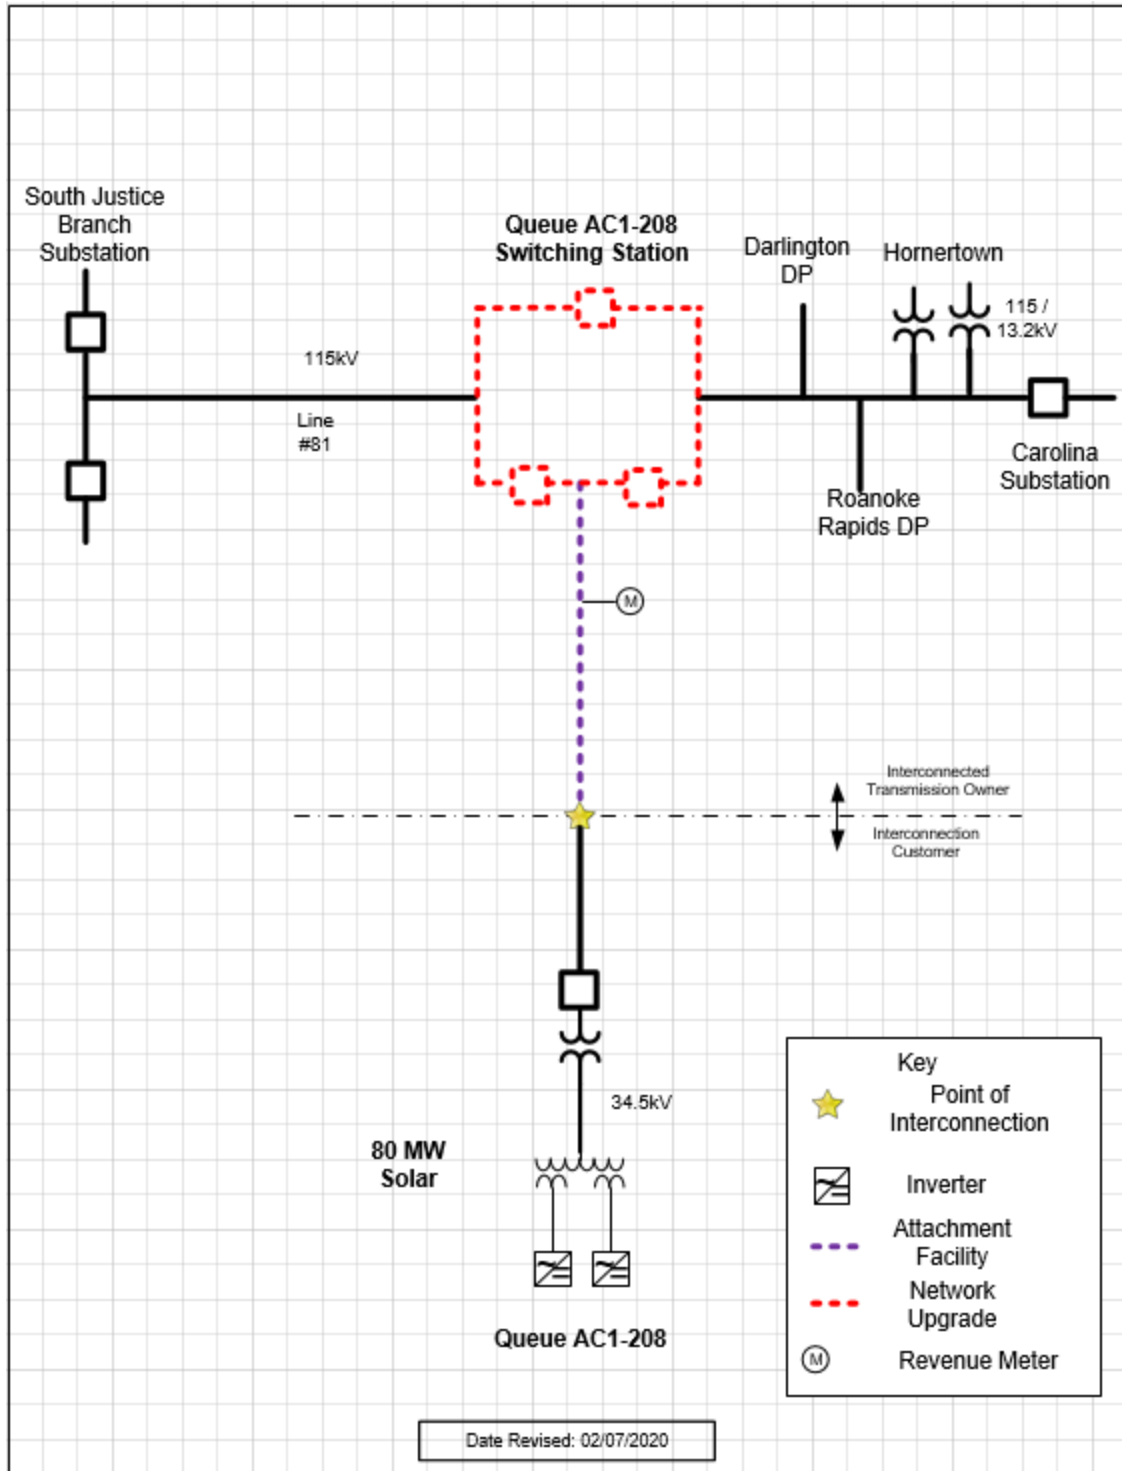 South Justice
Branch
Substation
Queue AC1-208
Switching Station
Darlington
DP
Hornertown
115 /
13.2kV
115kV
Line
#81
Carolina
Substation
Roanoke
Rapids DP
M
Interconnected
Transmission Owner
Interconnection
Customer
34.5kV
80 MW
Solar
Queue AC1-208
Key
Point of
Interconnection
Inverter
Attachment
Facility
Network
Upgrade
M
Revenue Meter
Date Revised: 02/07/2020